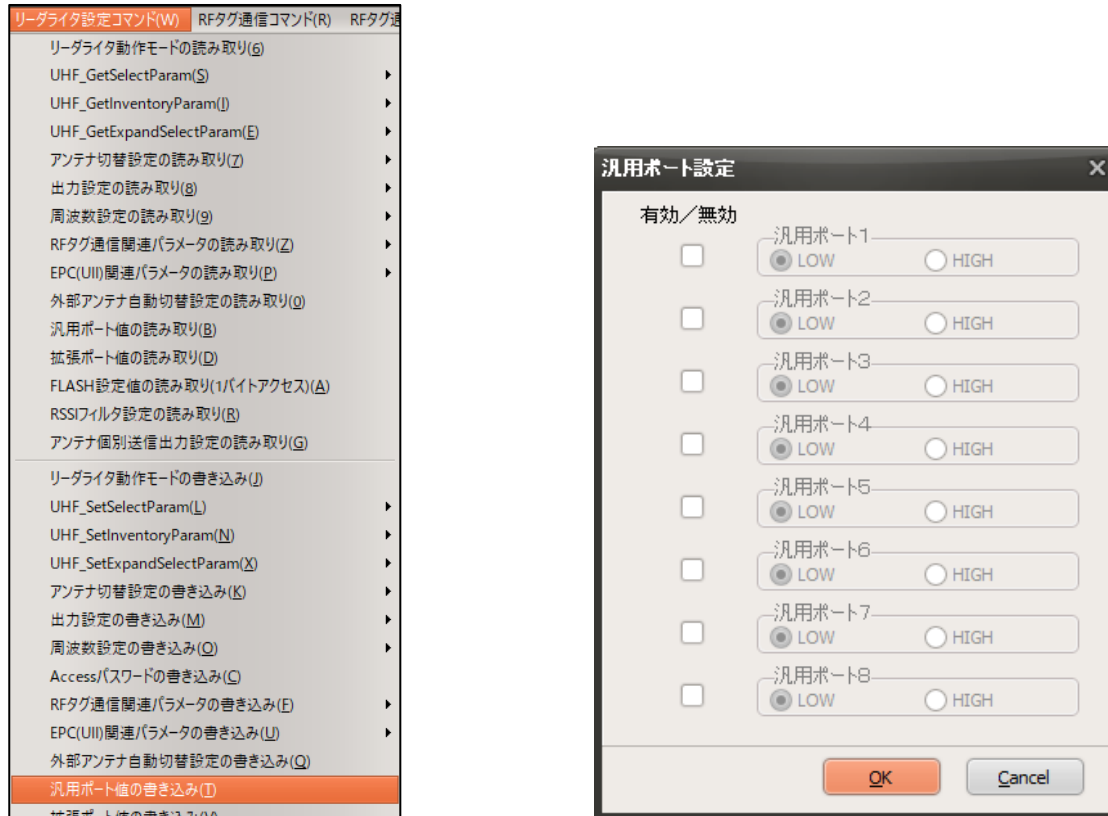 リーダライタ設定コマンド(W) RFタグ通信コマンド(R) RFタグ通
リーダライタ動作モードの読み取り(6)
UHF_GetSelectParam(S)
UHF_GetInventoryParam(I)
UHF_GetExpandSelectParam(E)
アンテナ切替設定の読み取り(7)
出力設定の読み取り(8)
周波数設定の読み取り(9)
RFタグ通信関連パラメータの読み取り(Z)
EPC(UII)関連パラメータの読み取り(P)
外部アンテナ自動切替設定の読み取り(0)
汎用ポート値の読み取り(B)
拡張ポート値の読み取り(D)
FLASH設定値の読み取り(1バイトアクセス)(A)
RSSIフィルタ設定の読み取り(R)
アンテナ個別送信出力設定の読み取り(G)
リーダライタ動作モードの書き込み(J)
UHF_SetSelectParam(L)
UHF_SetInventoryParam(N)
UHF_SetExpandSelectParam(X)
アンテナ切替設定の書き込み(K)
出力設定の書き込み(M)
周波数設定の書き込み(O)
Accessパスワードの書き込み(C)
RFタグ通信関連パラメータの書き込み(F)
EPC(UII)関連パラメータの書き込み(U)
外部アンテナ自動切替設定の書き込み(Q)
汎用ポート値の書き込み(T)
拡張ポート値の書き込み(V)
汎用ポート設定
有効／無効
汎用ポート1
LOW HIGH
汎用ポート2
LOW HIGH
汎用ポート3
LOW HIGH
汎用ポート4
LOW HIGH
汎用ポート5
LOW HIGH
汎用ポート6
LOW HIGH
汎用ポート7
LOW HIGH
汎用ポート8
LOW HIGH
OK Cancel